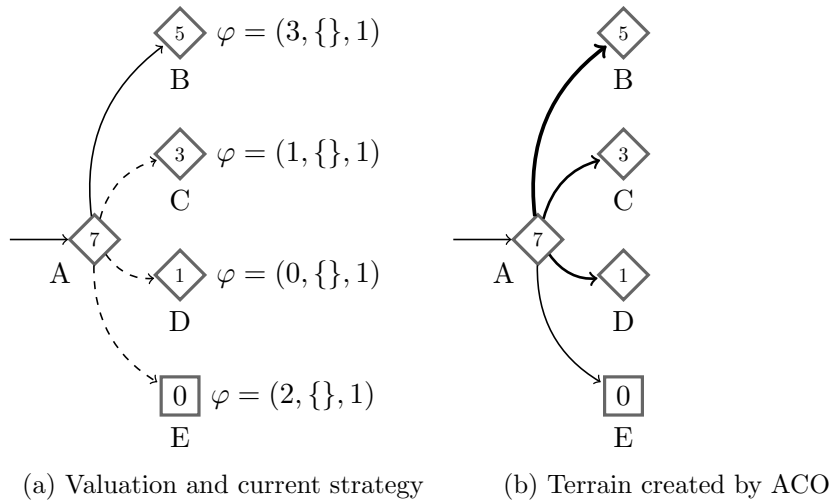 5 φ = (3, {}, 1)
B
3 φ = (1, {}, 1)
C
7
A
1 φ = (0, {}, 1)
D
0 φ = (2, {}, 1)
E
(a) Valuation and current strategy
5
B
3
C
7
A
1
D
0
E
(b) Terrain created by ACO